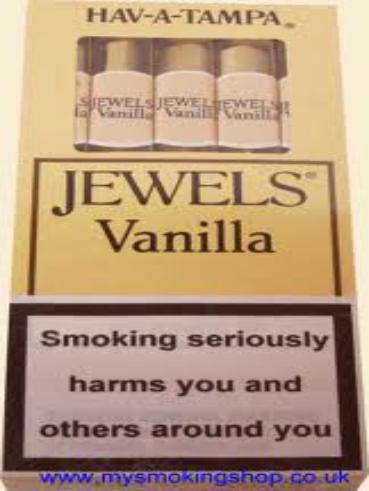 HAV-A-TAMPA®
JEWELS JEWELS JEWELS
Vanilla Vanilla Vanilla
JEWELS®
Vanilla
Smoking seriously
harms you and
others around you
www.mysmokingshop.co.uk